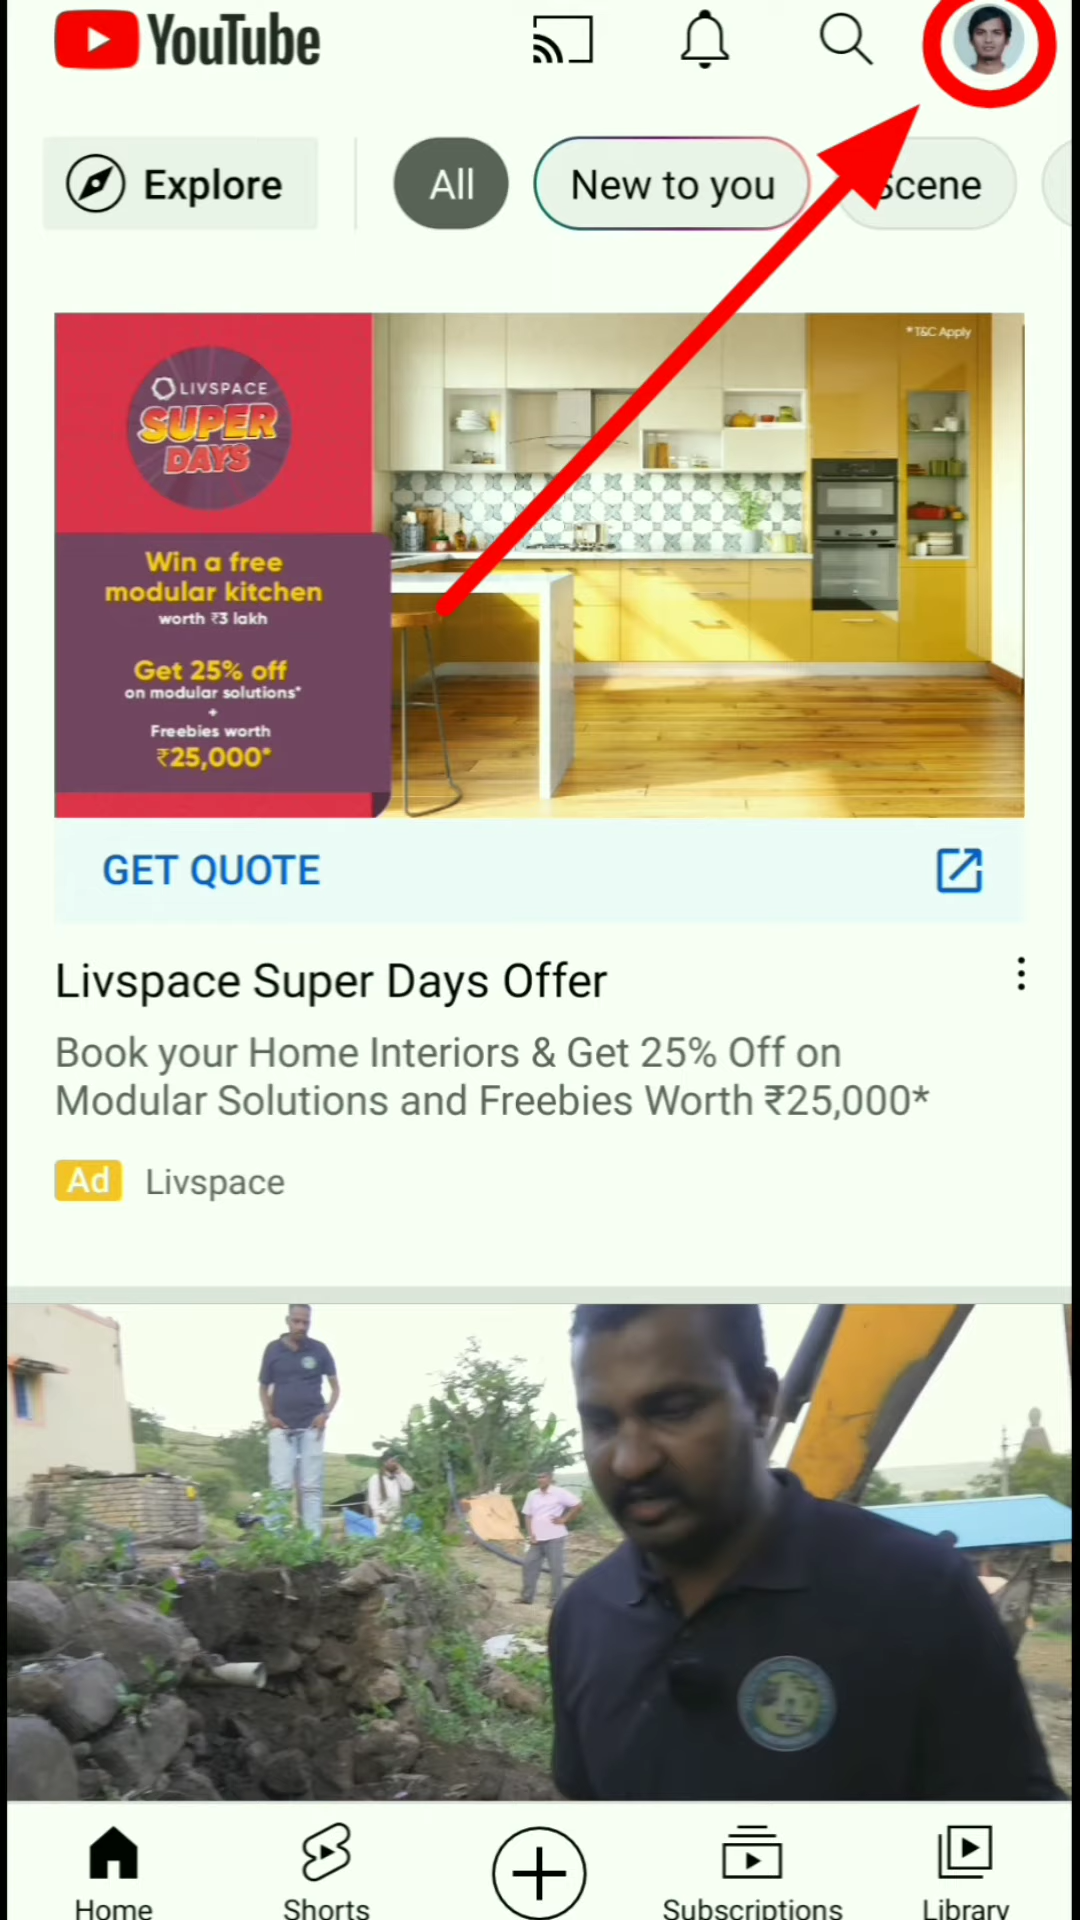 YouTube
Explore
All
New to you
Scene
*T&C Apply
LIVSPACE
SUPER
DAYS
Win a free
modular kitchen
worth ₹3 lakh
Get 25% off
on modular solutions*
+
Freebies worth
₹25,000*
GET QUOTE
Livspace Super Days Offer
Book your Home Interiors & Get 25% Off on
Modular Solutions and Freebies Worth ₹25,000*
Ad Livspace
Home
Shorts
Subscriptions
Library